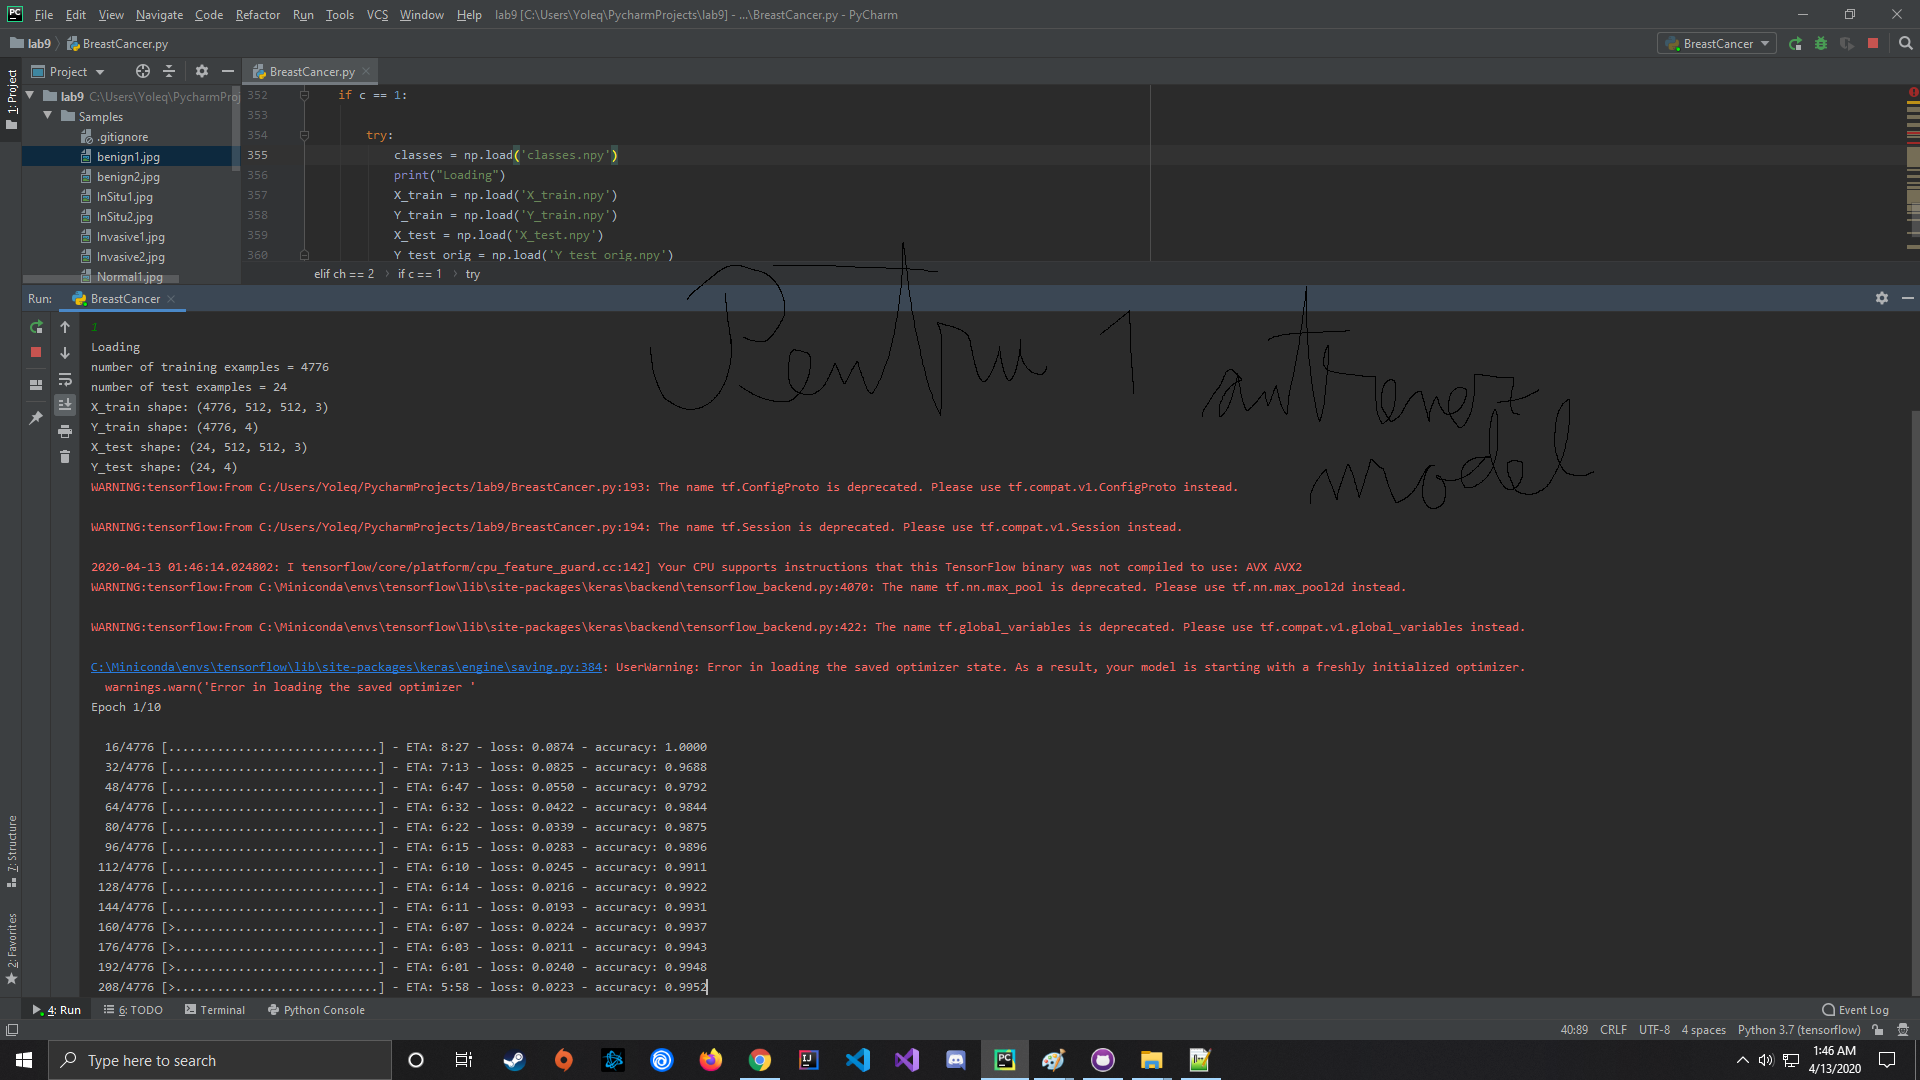 File Edit View Navigate Code Refactor Run Tools VCS Window Help lab9 [C:\Users\Yoleq\PycharmProjects\lab9] - ...\BreastCancer.py - PyCharm
lab9 BreastCancer.py BreastCancer
1: Project
Project BreastCancer.py
lab9 C:\Users\Yoleq\PycharmProj
Samples
.gitignore
benign1.jpg
benign2.jpg
InSitu1.jpg
InSitu2.jpg
Invasive1.jpg
Invasive2.jpg
Normal1.jpg
352 if c == 1:
353
354 try:
355 classes = np.load('classes.npy')
356 print("Loading")
357 X_train = np.load('X_train.npy')
358 Y_train = np.load('Y_train.npy')
359 X_test = np.load('X_test.npy')
360 Y_test_orig = np.load('Y_test_orig.npy')
elif ch == 2 if c == 1 try
Run: BreastCancer
Pentru 1 antrenez
model
1
Loading
number of training examples = 4776
number of test examples = 24
X_train shape: (4776, 512, 512, 3)
Y_train shape: (4776, 4)
X_test shape: (24, 512, 512, 3)
Y_test shape: (24, 4)
WARNING:tensorflow:From C:/Users/Yoleq/PycharmProjects/lab9/BreastCancer.py:193: The name tf.ConfigProto is deprecated. Please use tf.compat.v1.ConfigProto instead.
WARNING:tensorflow:From C:/Users/Yoleq/PycharmProjects/lab9/BreastCancer.py:194: The name tf.Session is deprecated. Please use tf.compat.v1.Session instead.
2020-04-13 01:46:14.024802: I tensorflow/core/platform/cpu_feature_guard.cc:142] Your CPU supports instructions that this TensorFlow binary was not compiled to use: AVX AVX2
WARNING:tensorflow:From C:\Miniconda\envs\tensorflow\lib\site-packages\keras\backend\tensorflow_backend.py:4070: The name tf.nn.max_pool is deprecated. Please use tf.nn.max_pool2d instead.
WARNING:tensorflow:From C:\Miniconda\envs\tensorflow\lib\site-packages\keras\backend\tensorflow_backend.py:422: The name tf.global_variables is deprecated. Please use tf.compat.v1.global_variables instead.
C:\Miniconda\envs\tensorflow\lib\site-packages\keras\engine\saving.py:384: UserWarning: Error in loading the saved optimizer state. As a result, your model is starting with a freshly initialized optimizer.
warnings.warn('Error in loading the saved optimizer '
Epoch 1/10
16/4776 [..............................] - ETA: 8:27 - loss: 0.0874 - accuracy: 1.0000
32/4776 [..............................] - ETA: 7:13 - loss: 0.0825 - accuracy: 0.9688
48/4776 [..............................] - ETA: 6:47 - loss: 0.0550 - accuracy: 0.9792
64/4776 [..............................] - ETA: 6:32 - loss: 0.0422 - accuracy: 0.9844
80/4776 [..............................] - ETA: 6:22 - loss: 0.0339 - accuracy: 0.9875
96/4776 [..............................] - ETA: 6:15 - loss: 0.0283 - accuracy: 0.9896
112/4776 [..............................] - ETA: 6:10 - loss: 0.0245 - accuracy: 0.9911
128/4776 [..............................] - ETA: 6:14 - loss: 0.0216 - accuracy: 0.9922
144/4776 [..............................] - ETA: 6:11 - loss: 0.0193 - accuracy: 0.9931
160/4776 [>.............................] - ETA: 6:07 - loss: 0.0224 - accuracy: 0.9937
176/4776 [>.............................] - ETA: 6:03 - loss: 0.0211 - accuracy: 0.9943
192/4776 [>.............................] - ETA: 6:01 - loss: 0.0240 - accuracy: 0.9948
208/4776 [>.............................] - ETA: 5:58 - loss: 0.0223 - accuracy: 0.9952
7: Structure
2: Favorites
4: Run 6: TODO Terminal Python Console Event Log
40:89 CRLF UTF-8 4 spaces Python 3.7 (tensorflow)
Type here to search
1:46 AM
4/13/2020